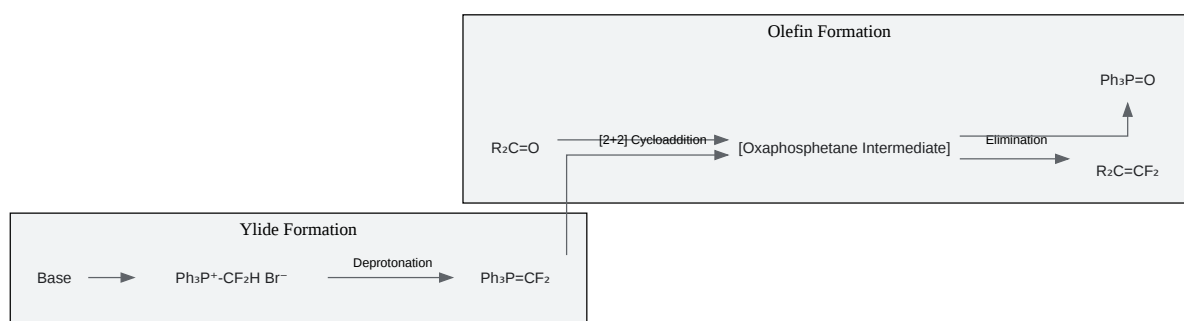 Olefin Formation
Ph₃P=O
R₂C=O
[2+2] Cycloaddition
[Oxaphosphetane Intermediate]
Elimination
R₂C=CF₂
Ylide Formation
Base
Ph₃P⁺-CF₂H Br⁻
Deprotonation
Ph₃P=CF₂